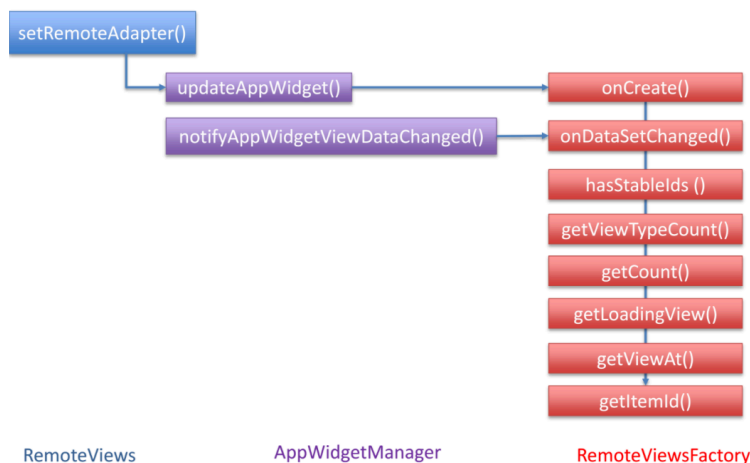 setRemoteAdapter()
updateAppWidget()
onCreate()
notifyAppWidgetViewDataChanged()
onDataSetChanged()
hasStableIds ()
getViewTypeCount()
getCount()
getLoadingView()
getViewAt()
getItemId()
RemoteViews
AppWidgetManager
RemoteViewsFactory